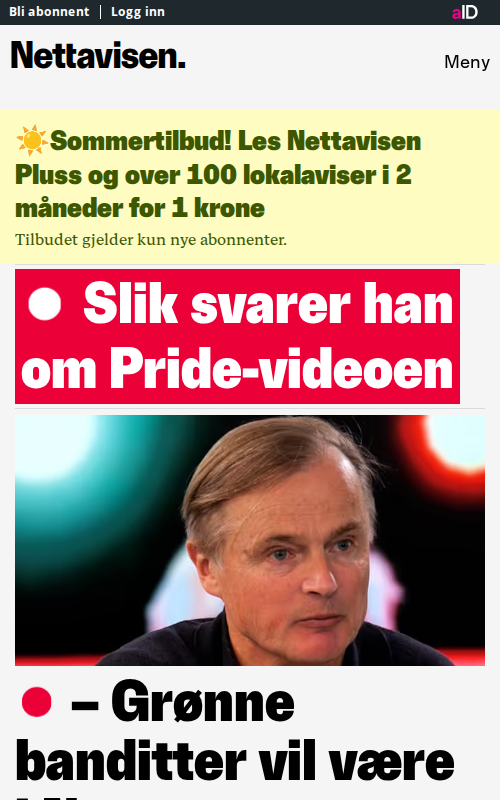 Bli abonnent
Logg inn
aID
Nettavisen.
Meny
Sommertilbud! Les Nettavisen
Pluss og over 100 lokalaviser i 2
måneder for 1 krone
Tilbudet gjelder kun nye abonnenter.
Slik svarer han
om Pride-videoen
– Grønne
banditter vil være